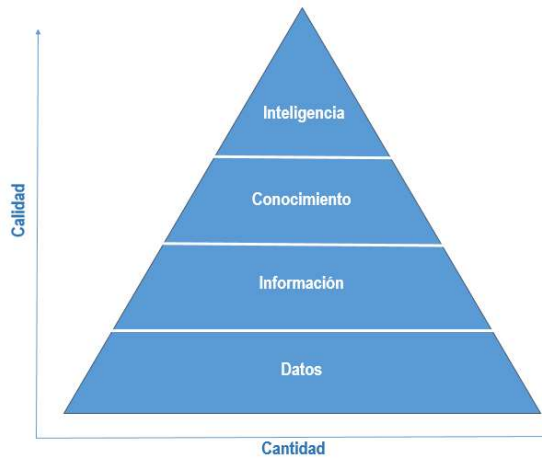 Inteligencia
Conocimiento
Información
Datos
Calidad
Cantidad